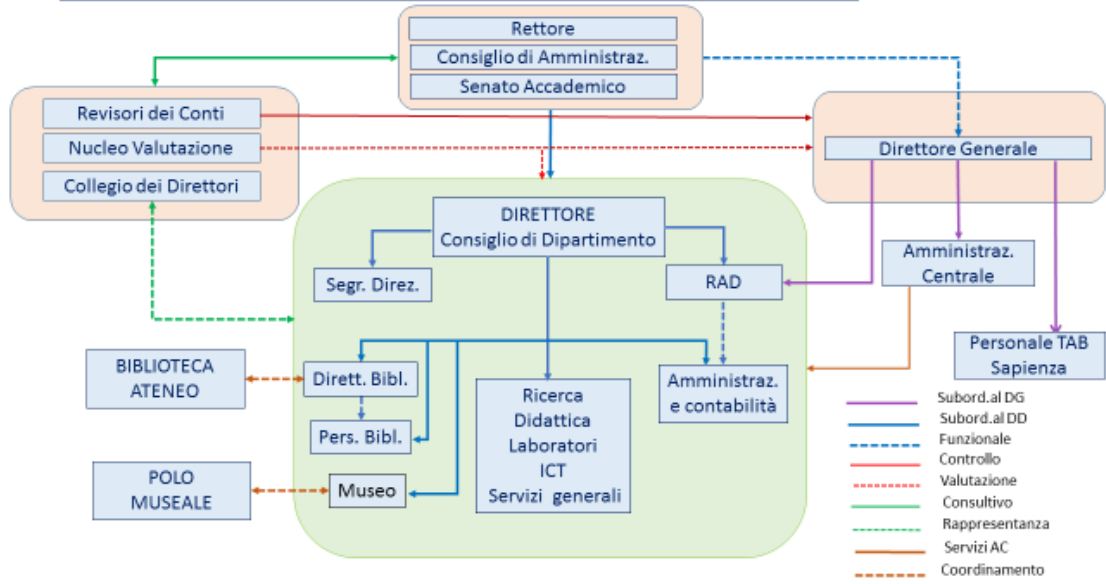 Rettore
Consiglio di Amministraz.
Senato Accademico
Revisori dei Conti
Nucleo Valutazione
Collegio dei Direttori
Direttore Generale
DIRETTORE
Consiglio di Dipartimento
Segr. Direz.
RAD
Amministraz.
Centrale
Personale TAB
Sapienza
BIBLIOTECA
ATENEO
Dirett. Bibl.
Pers. Bibl.
Ricerca
Didattica
Laboratori
ICT
Servizi generali
Amministraz.
e contabilità
POLO
MUSEALE
Museo
Subord.al DG
Subord.al DD
Funzionale
Controllo
Valutazione
Consultivo
Rappresentanza
Servizi AC
Coordinamento